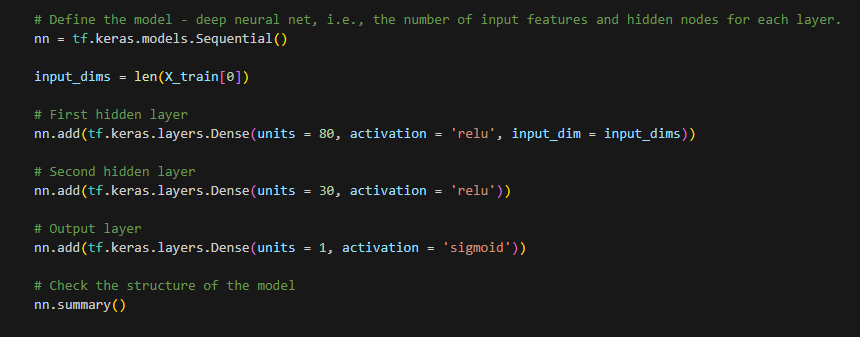 # Define the model - deep neural net, i.e., the number of input features and hidden nodes for each layer.
nn = tf.keras.models.Sequential()
input_dims = len(X_train[0])
# First hidden layer
nn.add(tf.keras.layers.Dense(units = 80, activation = 'relu', input_dim = input_dims))
# Second hidden layer
nn.add(tf.keras.layers.Dense(units = 30, activation = 'relu'))
# Output layer
nn.add(tf.keras.layers.Dense(units = 1, activation = 'sigmoid'))
# Check the structure of the model
nn.summary()